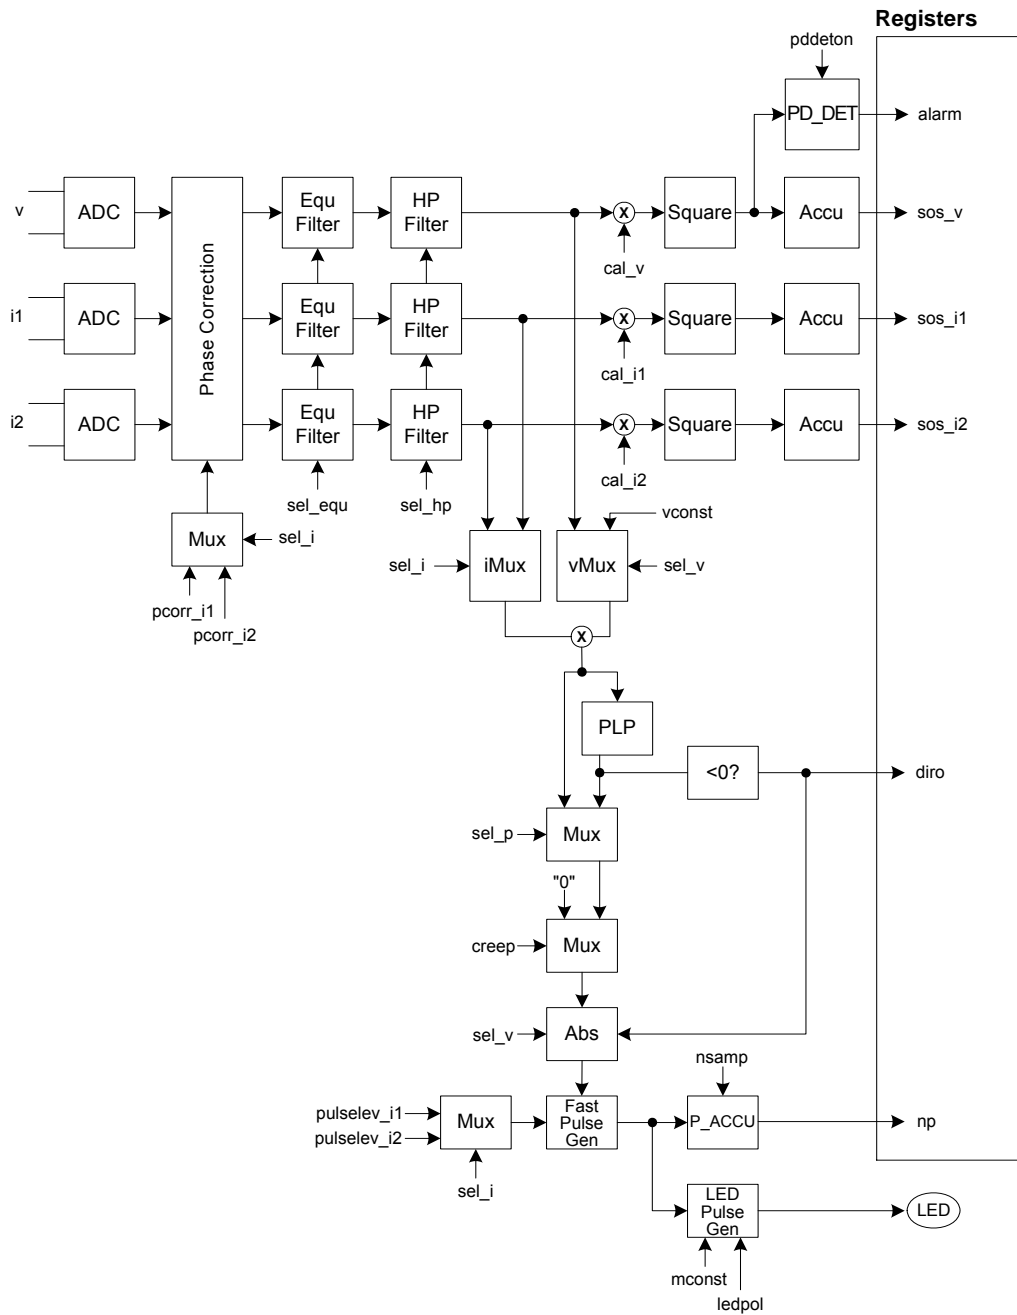 Registers
pddeton
PD_DET
alarm
v
ADC
Phase Correction
Equ
Filter
HP
Filter
X
Square
Accu
sos_v
cal_v
i1
ADC
Equ
Filter
HP
Filter
X
Square
Accu
sos_i1
cal_i1
i2
ADC
Equ
Filter
HP
Filter
X
Square
Accu
sos_i2
cal_i2
sel_equ
sel_hp
vconst
Mux
sel_i
sel_i
iMux
vMux
sel_v
pcorr_i1
pcorr_i2
X
PLP
<0?
diro
sel_p
Mux
"0"
creep
Mux
sel_v
Abs
nsamp
pulselev_i1
pulselev_i2
Mux
Fast
Pulse
Gen
P_ACCU
np
sel_i
LED
Pulse
Gen
LED
mconst
ledpol